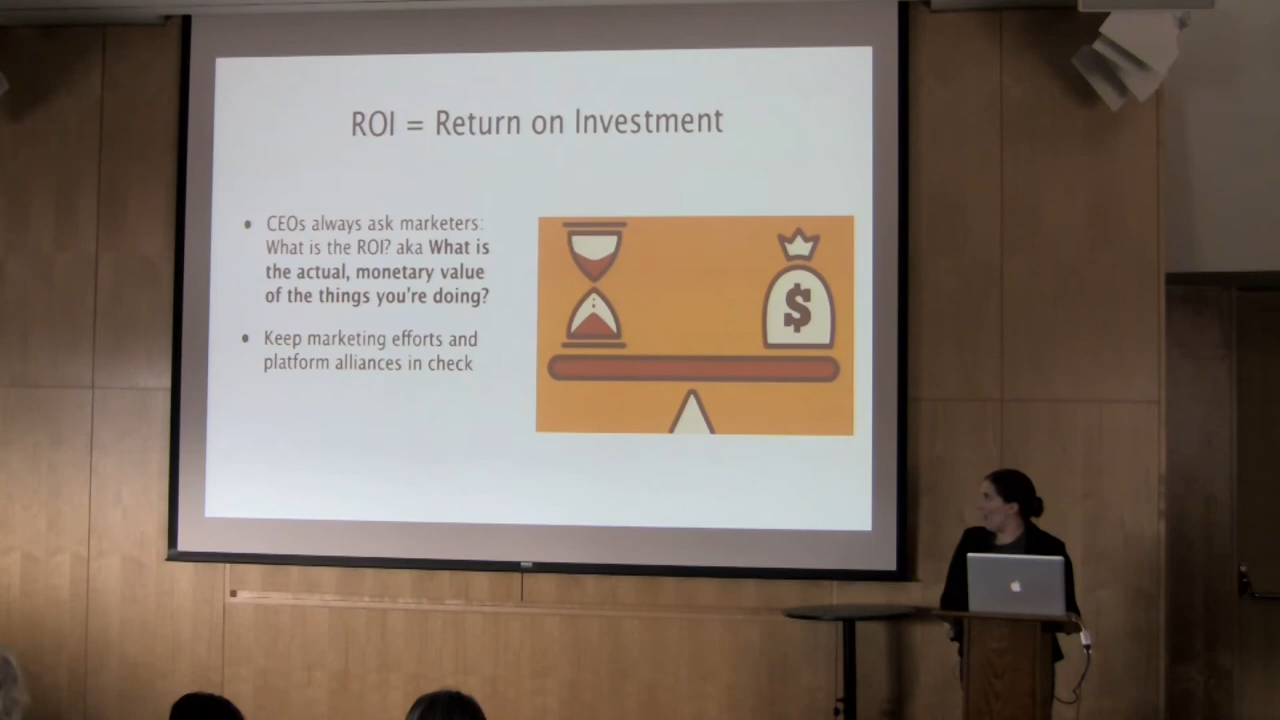 ROI = Return on Investment
• CEOs always ask marketers:
What is the ROI? aka What is
the actual, monetary value
of the things you're doing?
• Keep marketing efforts and
platform alliances in check
$